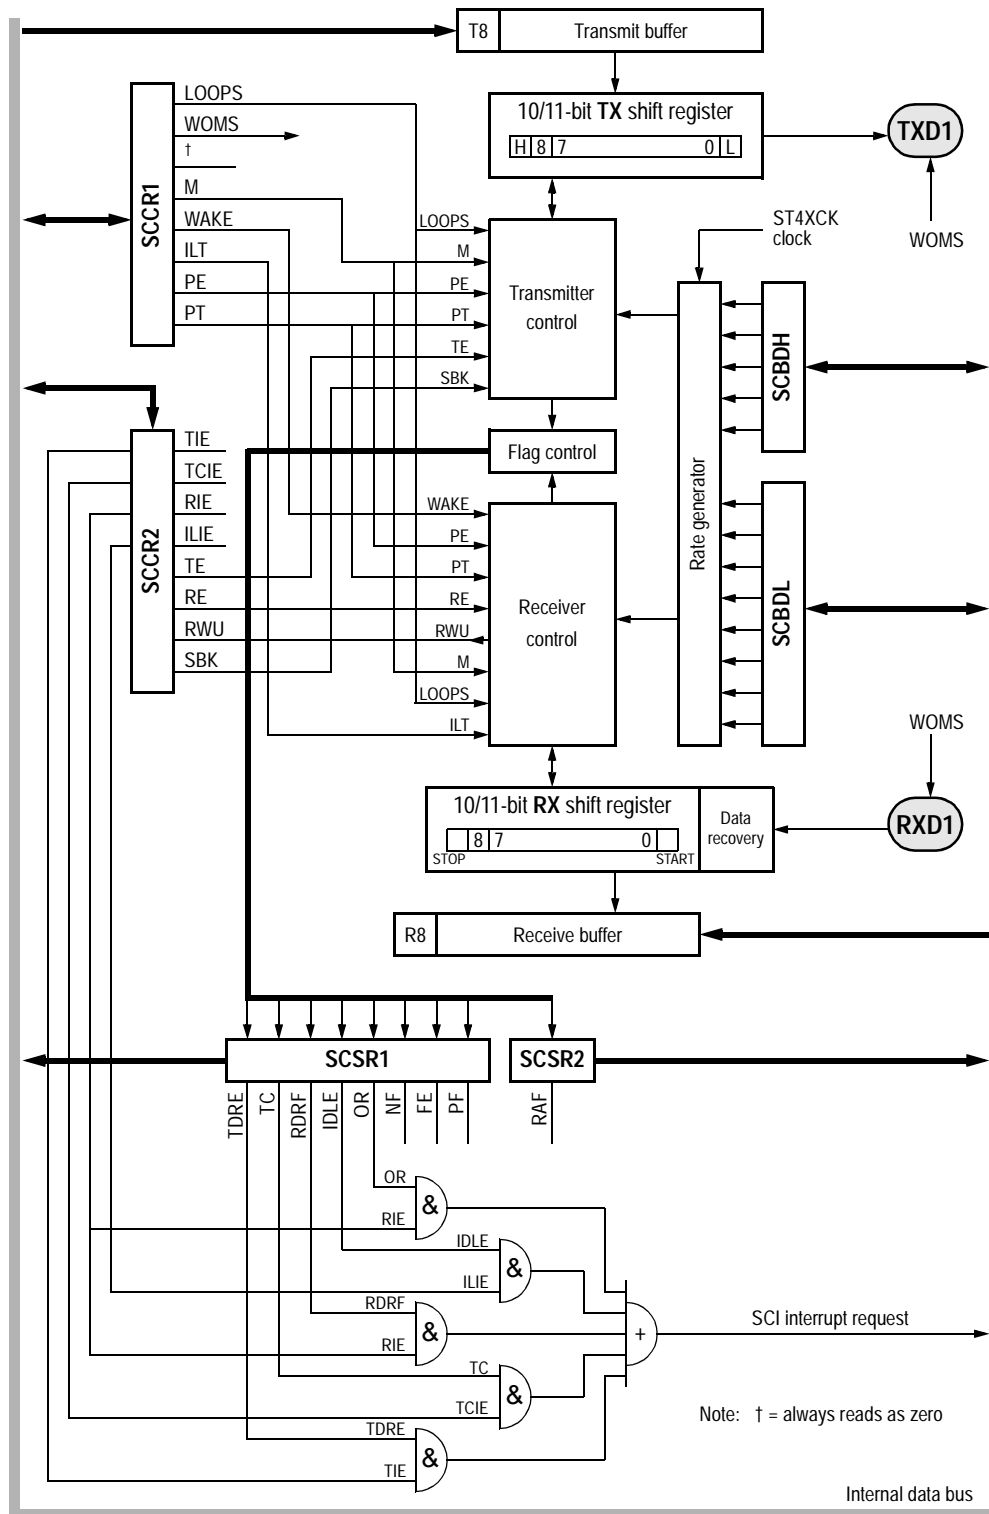 T8 Transmit buffer
10/11-bit TX shift register
H 8 7 0 L
TXD1
WOMS
SCCR1
LOOPS
WOMS
†
M
WAKE
ILT
PE
PT
LOOPS
M
PE
PT
TE
SBK
Transmitter
control
ST4XCK
clock
Rate generator
SCBDH
SCBDL
SCCR2
TIE
TCIE
RIE
ILIE
TE
RE
RWU
SBK
Flag control
WAKE
PE
PT
RE
RWU
M
LOOPS
ILT
Receiver
control
WOMS
RXD1
10/11-bit RX shift register
8 7 0
STOP START
Data
recovery
R8 Receive buffer
SCSR1
SCSR2
TDRE
TC
RDRF
IDLE
OR
NF
FE
PF
RAF
OR
&
RIE
IDLE
&
ILIE
RDRF
&
RIE
TC
&
TCIE
TDRE
&
TIE
+
SCI interrupt request
Note: † = always reads as zero
Internal data bus